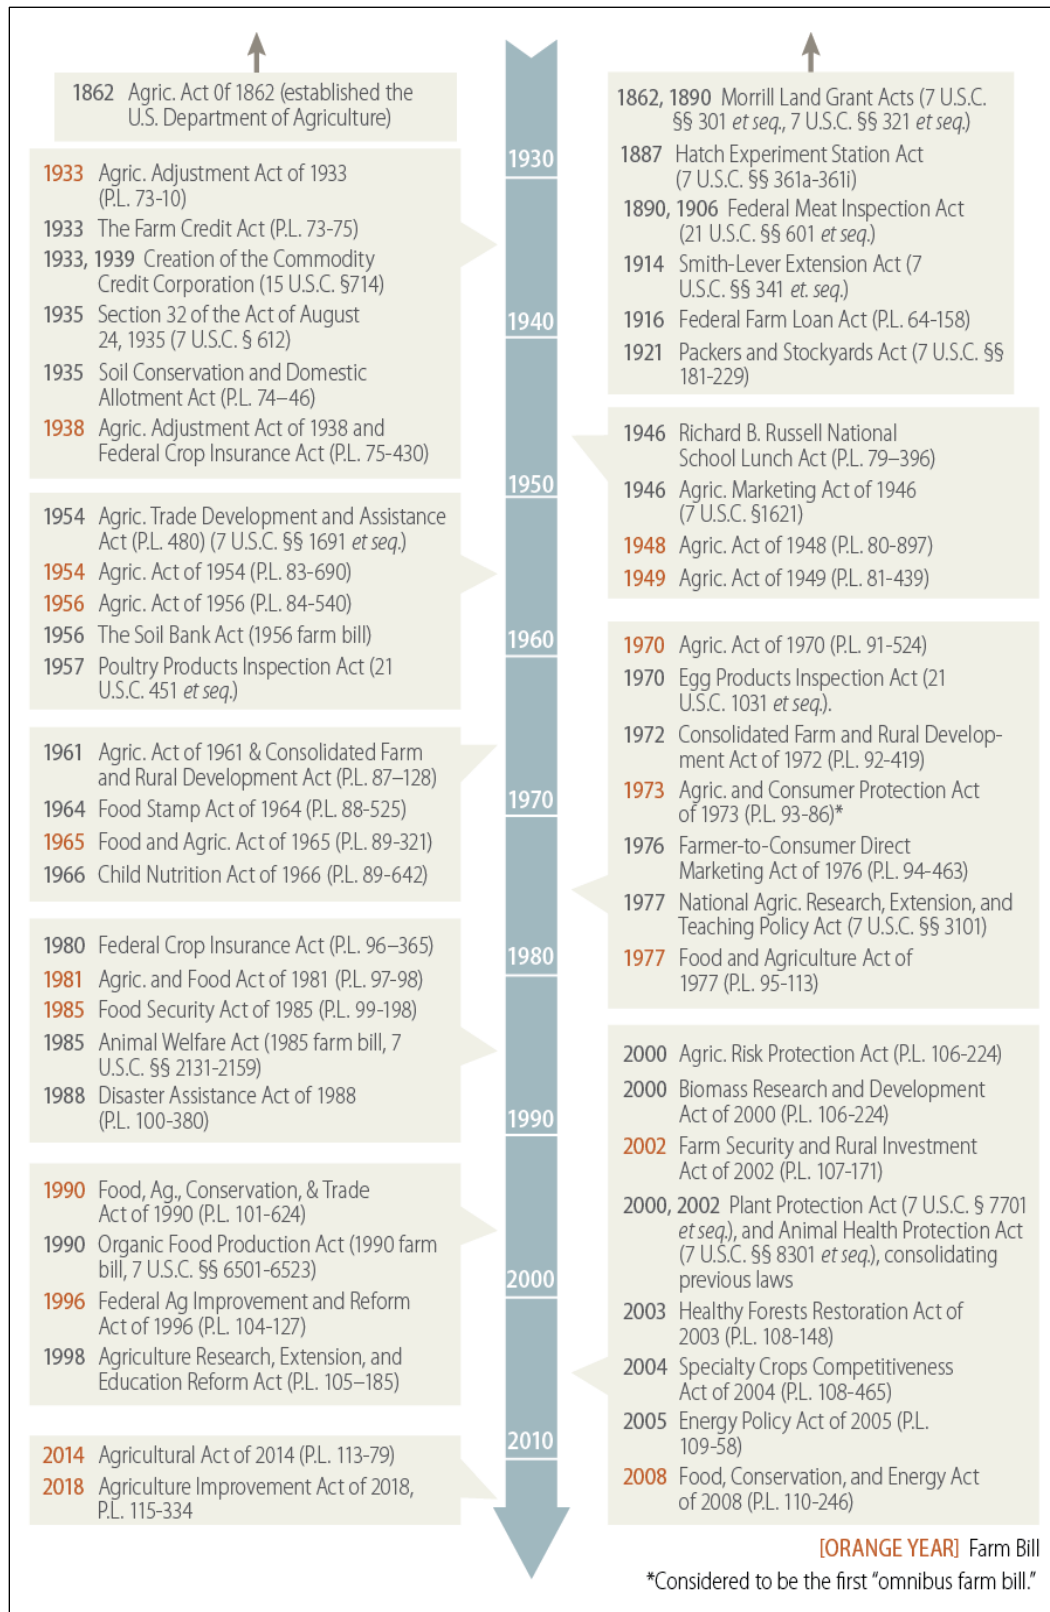 1862 Agric. Act 0f 1862 (established the
U.S. Department of Agriculture)
1933 Agric. Adjustment Act of 1933
(P.L. 73-10)
1933 The Farm Credit Act (P.L. 73-75)
1933, 1939 Creation of the Commodity
Credit Corporation (15 U.S.C. §714)
1935 Section 32 of the Act of August
24, 1935 (7 U.S.C. § 612)
1935 Soil Conservation and Domestic
Allotment Act (P.L. 74–46)
1938 Agric. Adjustment Act of 1938 and
Federal Crop Insurance Act (P.L. 75-430)
1954 Agric. Trade Development and Assistance
Act (P.L. 480) (7 U.S.C. §§ 1691 et seq.)
1954 Agric. Act of 1954 (P.L. 83-690)
1956 Agric. Act of 1956 (P.L. 84-540)
1956 The Soil Bank Act (1956 farm bill)
1957 Poultry Products Inspection Act (21
U.S.C. 451 et seq.)
1961 Agric. Act of 1961 & Consolidated Farm
and Rural Development Act (P.L. 87–128)
1964 Food Stamp Act of 1964 (P.L. 88-525)
1965 Food and Agric. Act of 1965 (P.L. 89-321)
1966 Child Nutrition Act of 1966 (P.L. 89-642)
1980 Federal Crop Insurance Act (P.L. 96–365)
1981 Agric. and Food Act of 1981 (P.L. 97-98)
1985 Food Security Act of 1985 (P.L. 99-198)
1985 Animal Welfare Act (1985 farm bill, 7
U.S.C. §§ 2131-2159)
1988 Disaster Assistance Act of 1988
(P.L. 100-380)
1990 Food, Ag., Conservation, & Trade
Act of 1990 (P.L. 101-624)
1990 Organic Food Production Act (1990 farm
bill, 7 U.S.C. §§ 6501-6523)
1996 Federal Ag Improvement and Reform
Act of 1996 (P.L. 104-127)
1998 Agriculture Research, Extension, and
Education Reform Act (P.L. 105–185)
2014 Agricultural Act of 2014 (P.L. 113-79)
2018 Agriculture Improvement Act of 2018,
P.L. 115-334
1930
1940
1950
1960
1970
1980
1990
2000
2010
1862, 1890 Morrill Land Grant Acts (7 U.S.C.
§§ 301 et seq., 7 U.S.C. §§ 321 et seq.)
1887 Hatch Experiment Station Act
(7 U.S.C. §§ 361a-361i)
1890, 1906 Federal Meat Inspection Act
(21 U.S.C. §§ 601 et seq.)
1914 Smith-Lever Extension Act (7
U.S.C. §§ 341 et. seq.)
1916 Federal Farm Loan Act (P.L. 64-158)
1921 Packers and Stockyards Act (7 U.S.C. §§
181-229)
1946 Richard B. Russell National
School Lunch Act (P.L. 79–396)
1946 Agric. Marketing Act of 1946
(7 U.S.C. §1621)
1948 Agric. Act of 1948 (P.L. 80-897)
1949 Agric. Act of 1949 (P.L. 81-439)
1970 Agric. Act of 1970 (P.L. 91-524)
1970 Egg Products Inspection Act (21
U.S.C. 1031 et seq.).
1972 Consolidated Farm and Rural Develop-
ment Act of 1972 (P.L. 92-419)
1973 Agric. and Consumer Protection Act
of 1973 (P.L. 93-86)*
1976 Farmer-to-Consumer Direct
Marketing Act of 1976 (P.L. 94-463)
1977 National Agric. Research, Extension, and
Teaching Policy Act (7 U.S.C. §§ 3101)
1977 Food and Agriculture Act of
1977 (P.L. 95-113)
2000 Agric. Risk Protection Act (P.L. 106-224)
2000 Biomass Research and Development
Act of 2000 (P.L. 106-224)
2002 Farm Security and Rural Investment
Act of 2002 (P.L. 107-171)
2000, 2002 Plant Protection Act (7 U.S.C. § 7701
et seq.), and Animal Health Protection Act
(7 U.S.C. §§ 8301 et seq.), consolidating
previous laws
2003 Healthy Forests Restoration Act of
2003 (P.L. 108-148)
2004 Specialty Crops Competitiveness
Act of 2004 (P.L. 108-465)
2005 Energy Policy Act of 2005 (P.L.
109-58)
2008 Food, Conservation, and Energy Act
of 2008 (P.L. 110-246)
[ORANGE YEAR] Farm Bill
*Considered to be the first “omnibus farm bill.”